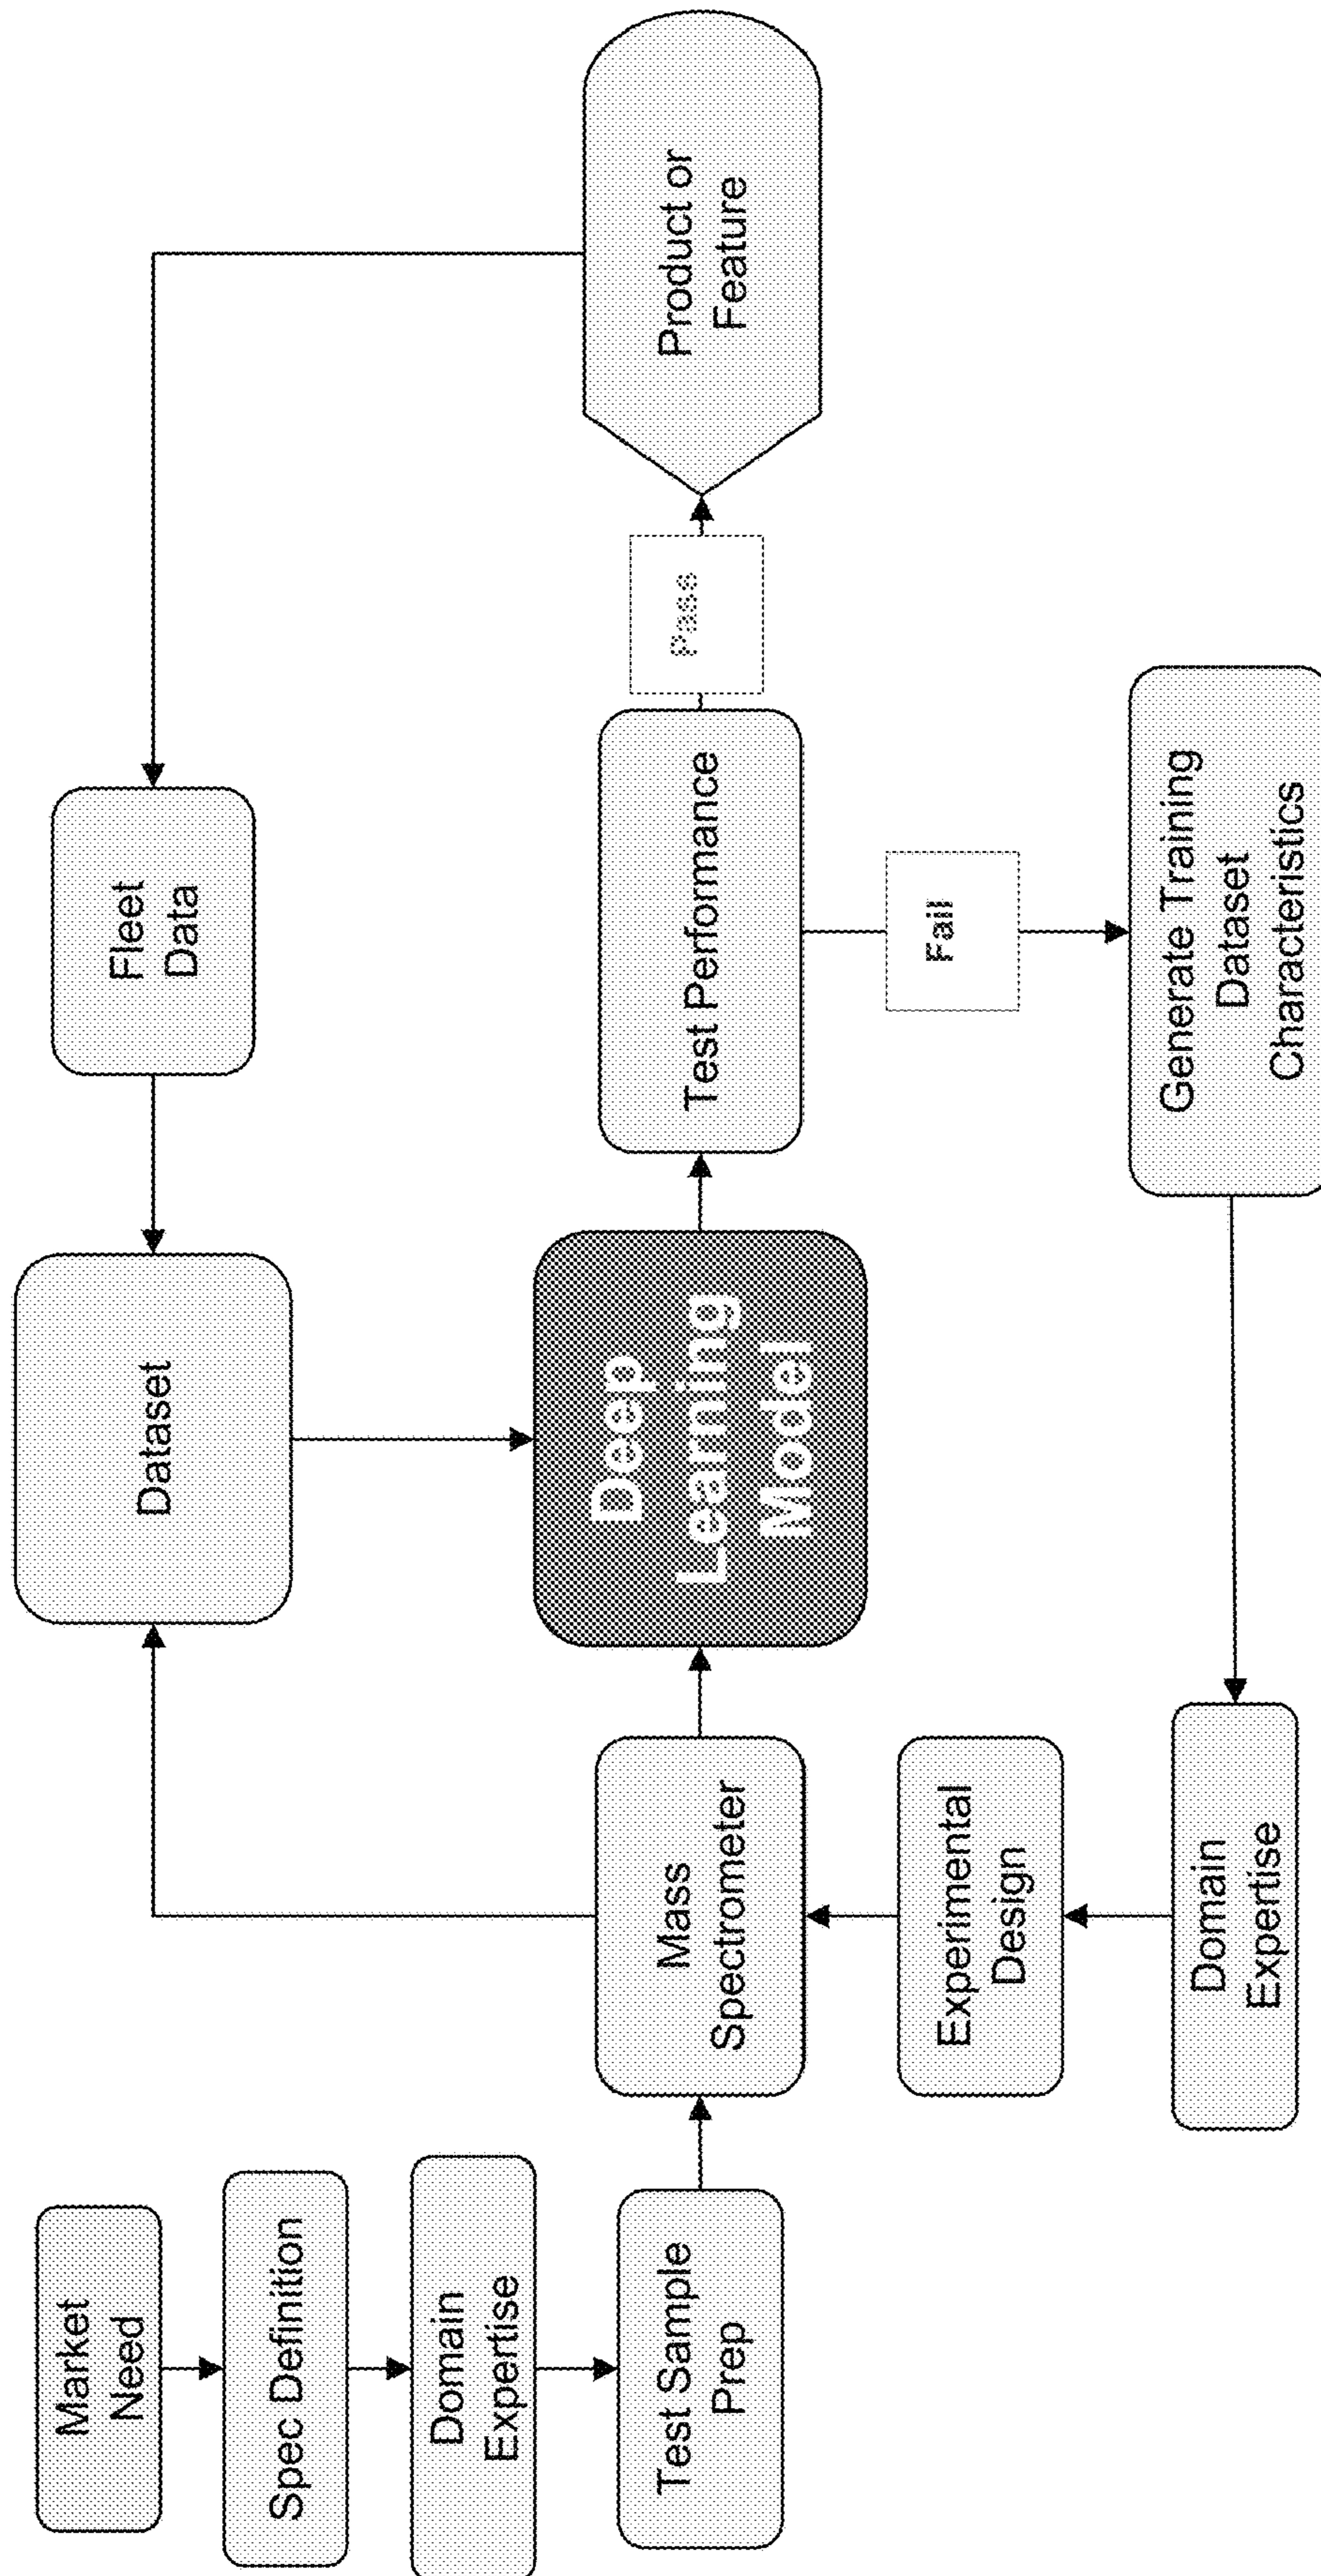 Market
Need
Spec Definition
Domain
Expertise
Test Sample
Prep
Mass
Spectrometer
Experimental
Design
Domain
Expertise
Dataset
Deep
Learning
Model
Fleet
Data
Test Performance
Pass
Fail
Generate Training
Dataset
Characteristics
Product or
Feature